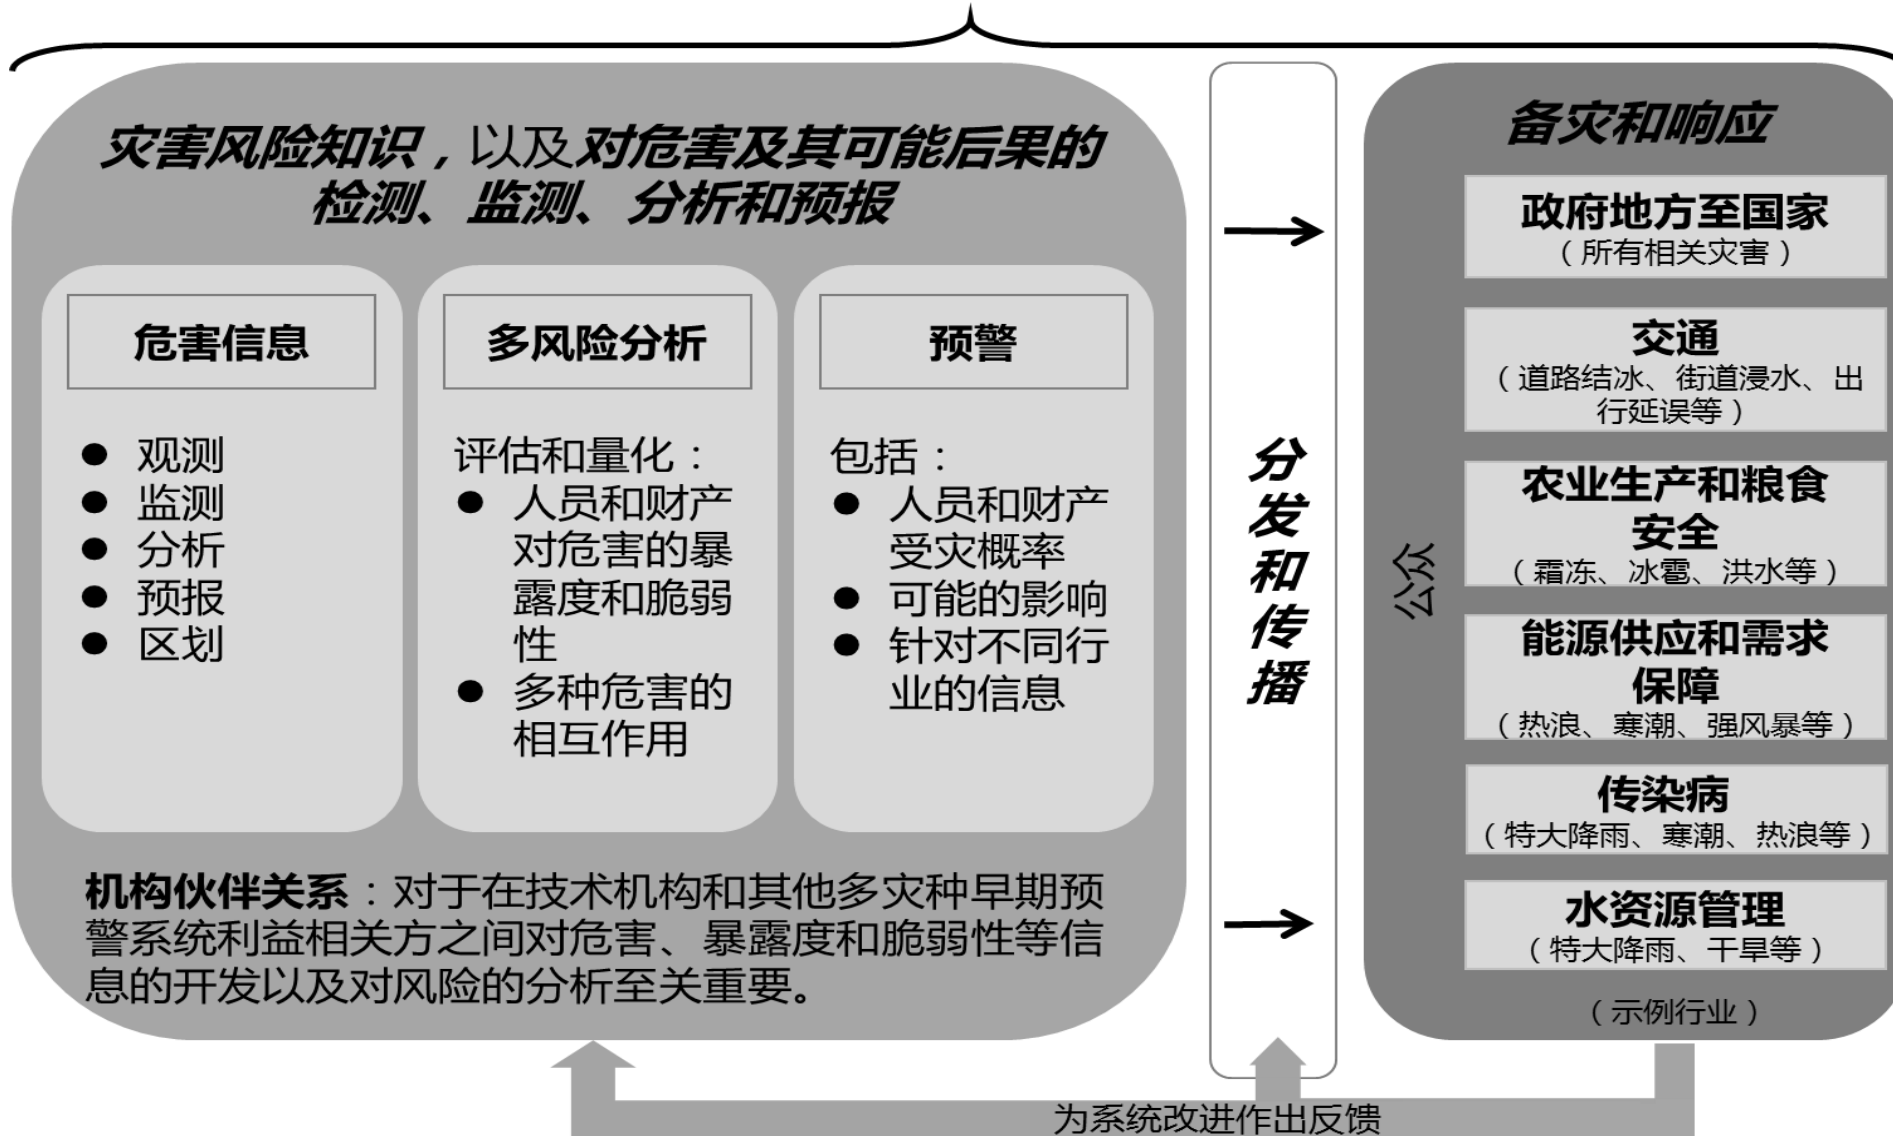 灾害风险知识，以及对危害及其可能后果的
检测、监测、分析和预报
危害信息
● 观测
● 监测
● 分析
● 预报
● 区划
多风险分析
评估和量化：
● 人员和财产
对危害的暴
露度和脆弱
性
● 多种危害的
相互作用
预警
包括：
● 人员和财产
受灾概率
● 可能的影响
● 针对不同行
业的信息
机构伙伴关系：对于在技术机构和其他多灾种早期预
警系统利益相关方之间对危害、暴露度和脆弱性等信
息的开发以及对风险的分析至关重要。
分发和传播
备灾和响应
公众
政府地方至国家
（所有相关灾害）
交通
（道路结冰、街道浸水、出
行延误等）
农业生产和粮食
安全
（霜冻、冰雹、洪水等）
能源供应和需求
保障
（热浪、寒潮、强风暴等）
传染病
（特大降雨、寒潮、热浪等）
水资源管理
（特大降雨、干旱等）
（示例行业）
为系统改进作出反馈